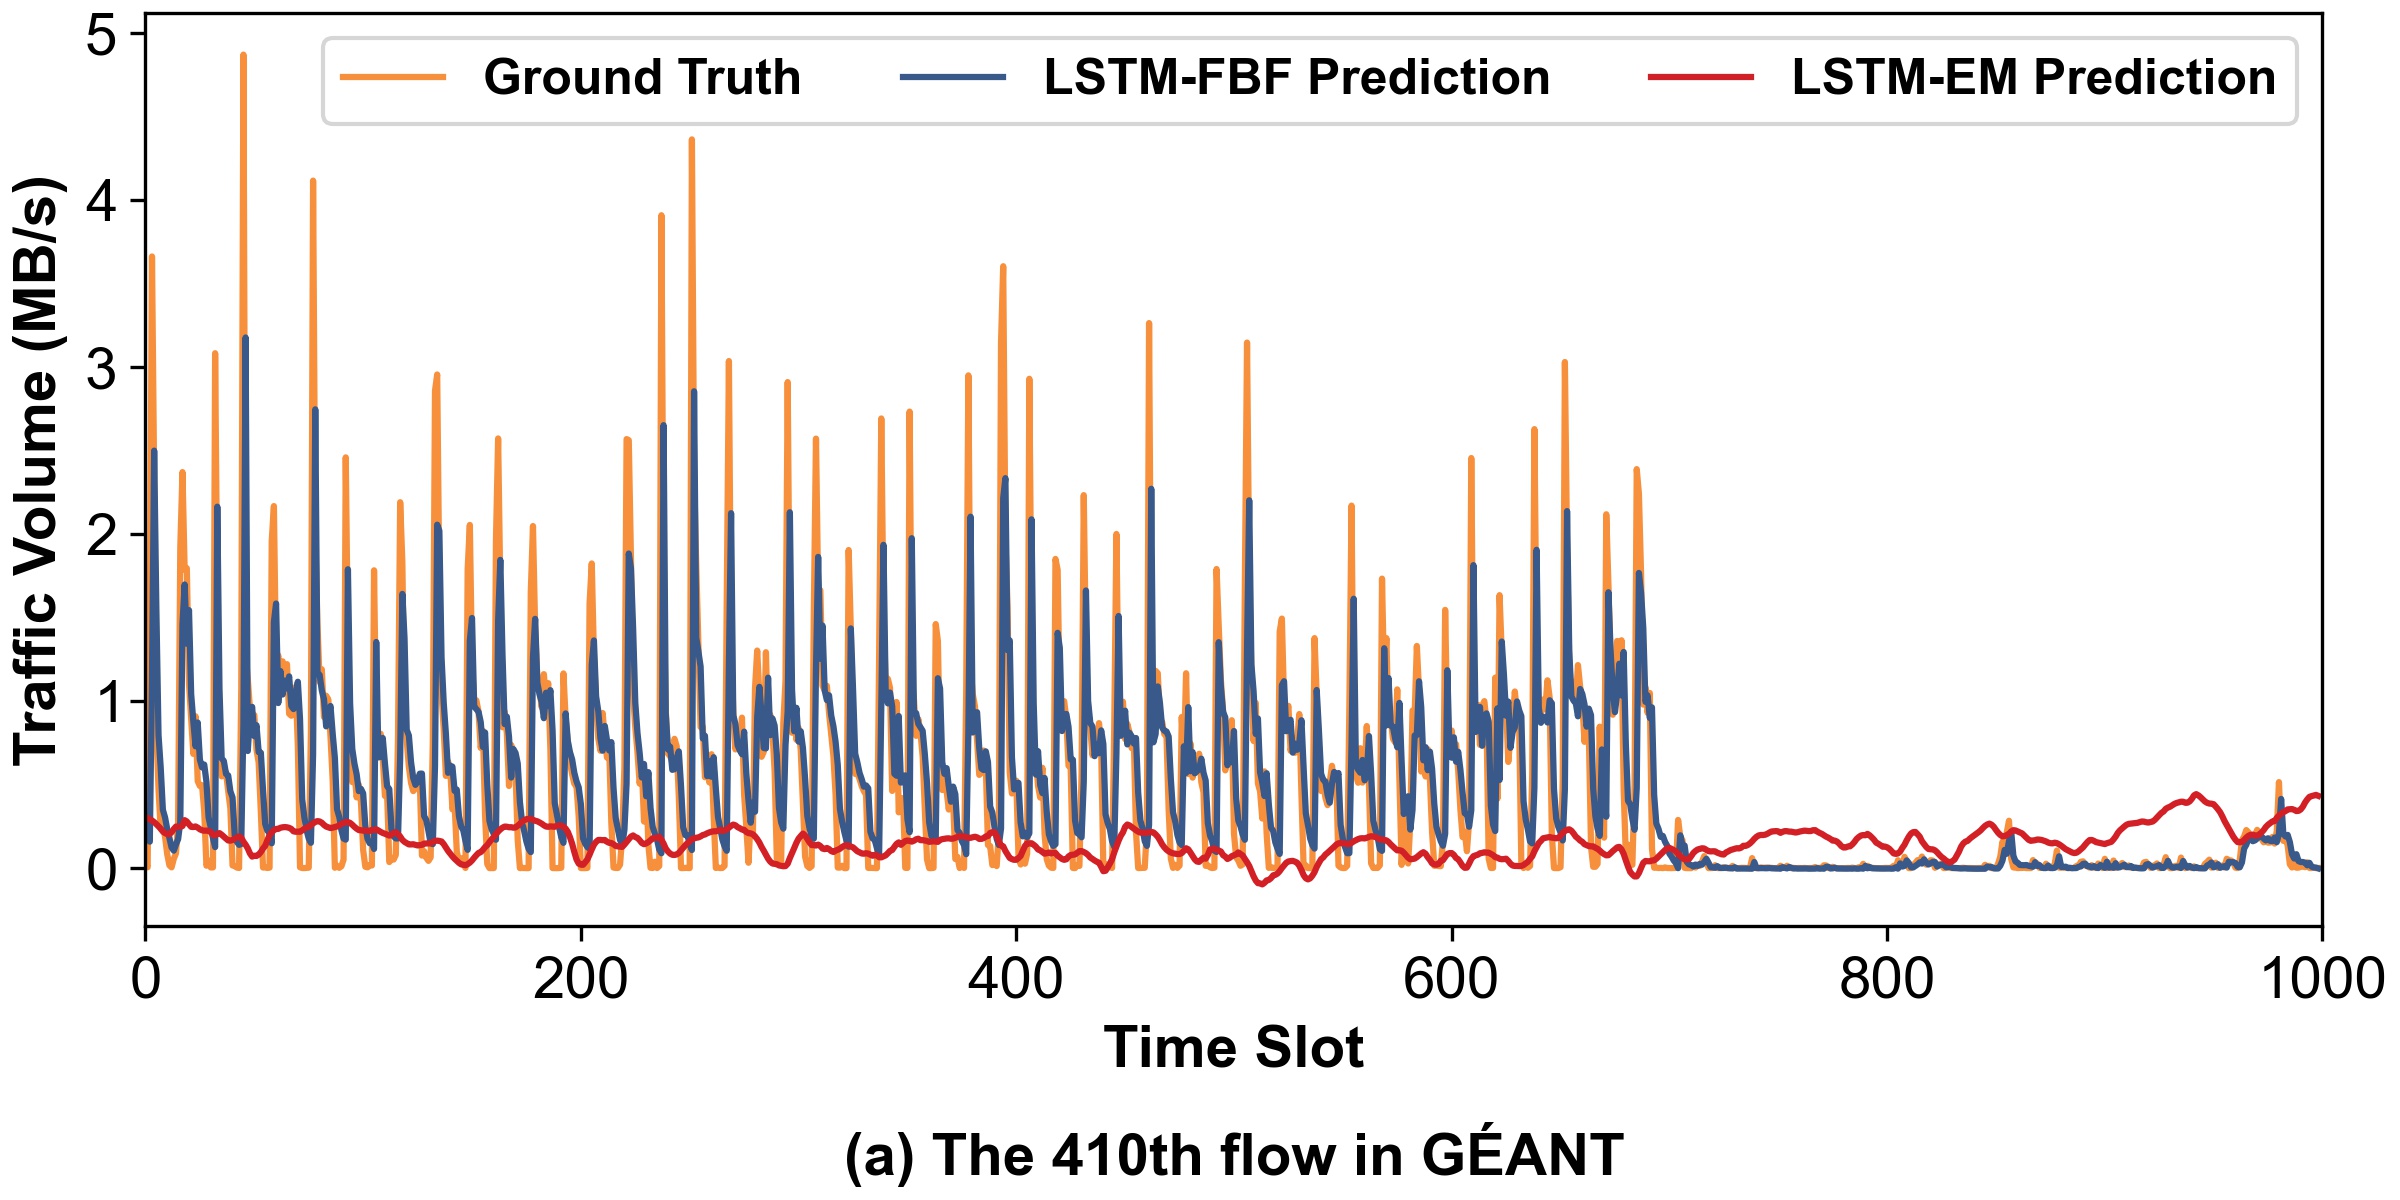 Ground Truth
LSTM-FBF Prediction
LSTM-EM Prediction
Traffic Volume (MB/s)
5
4
3
2
1
0
0 200 400 600 800 1000
Time Slot
(a) The 410th flow in GÉANT